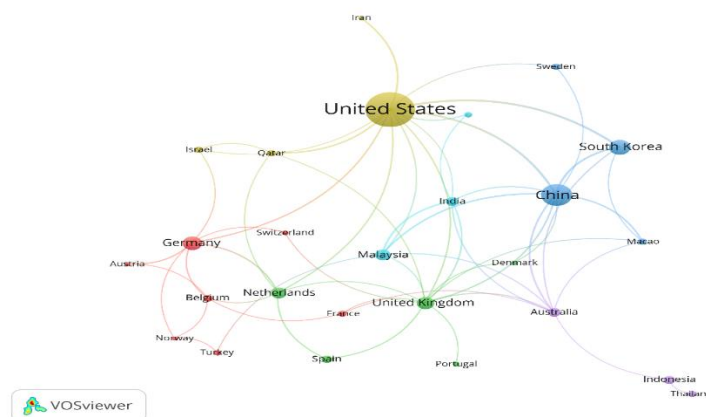 Iran
Sweden
United States
South Korea
Israel
Qatar
China
India
Switzerland
Germany
Macao
Malaysia
Austria
Denmark
Netherlands
Belgium
United Kingdom
France
Australia
Norway
Turkey
Spain
Portugal
Indonesia
Thailan
VOSviewer